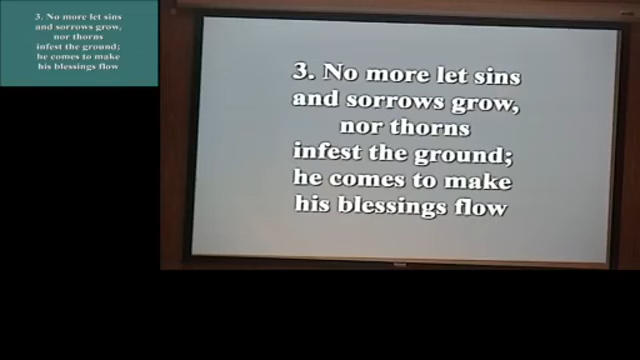 3. No more let sins
and sorrows grow,
nor thorns
infest the ground;
he comes to make
his blessings flow
3. No more let sins
and sorrows grow,
nor thorns
infest the ground;
he comes to make
his blessings flow